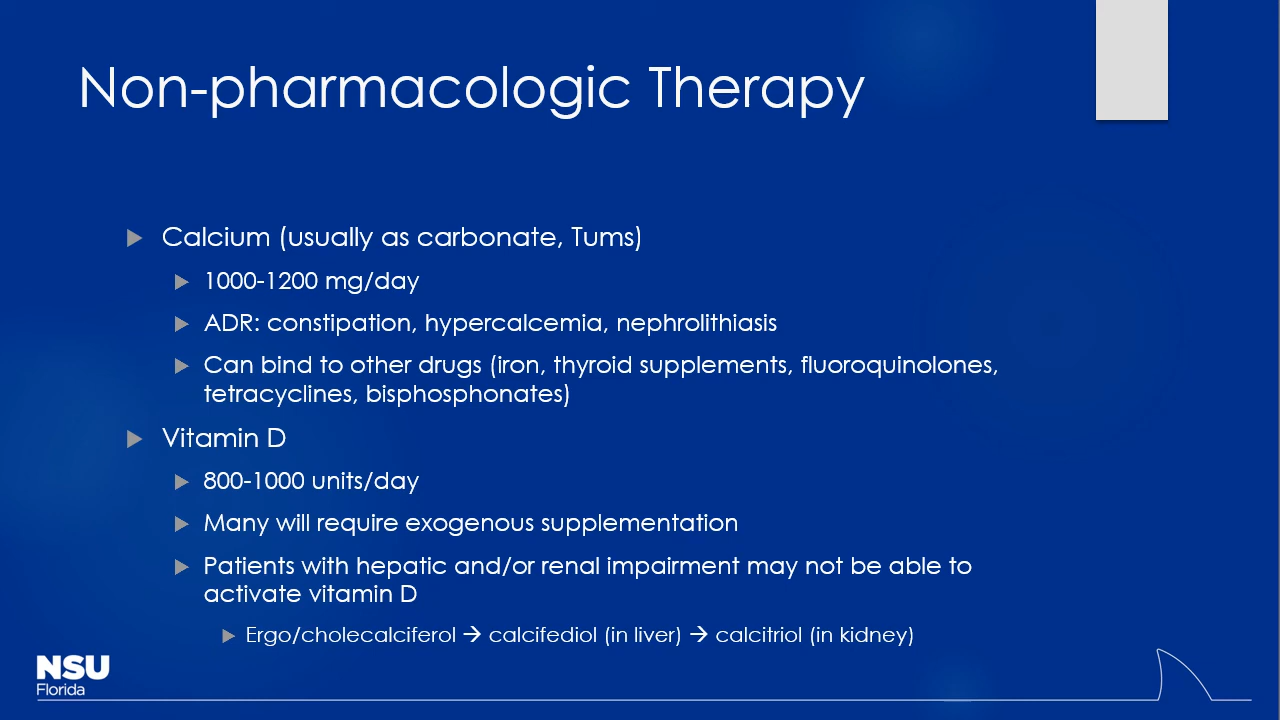 Non-pharmacologic Therapy
Calcium (usually as carbonate, Tums)
1000-1200 mg/day
ADR: constipation, hypercalcemia, nephrolithiasis
Can bind to other drugs (iron, thyroid supplements, fluoroquinolones,
tetracyclines, bisphosphonates)
Vitamin D
800-1000 units/day
Many will require exogenous supplementation
Patients with hepatic and/or renal impairment may not be able to
activate vitamin D
Ergo/cholecalciferol → calcifediol (in liver) → calcitriol (in kidney)
NSU
Florida